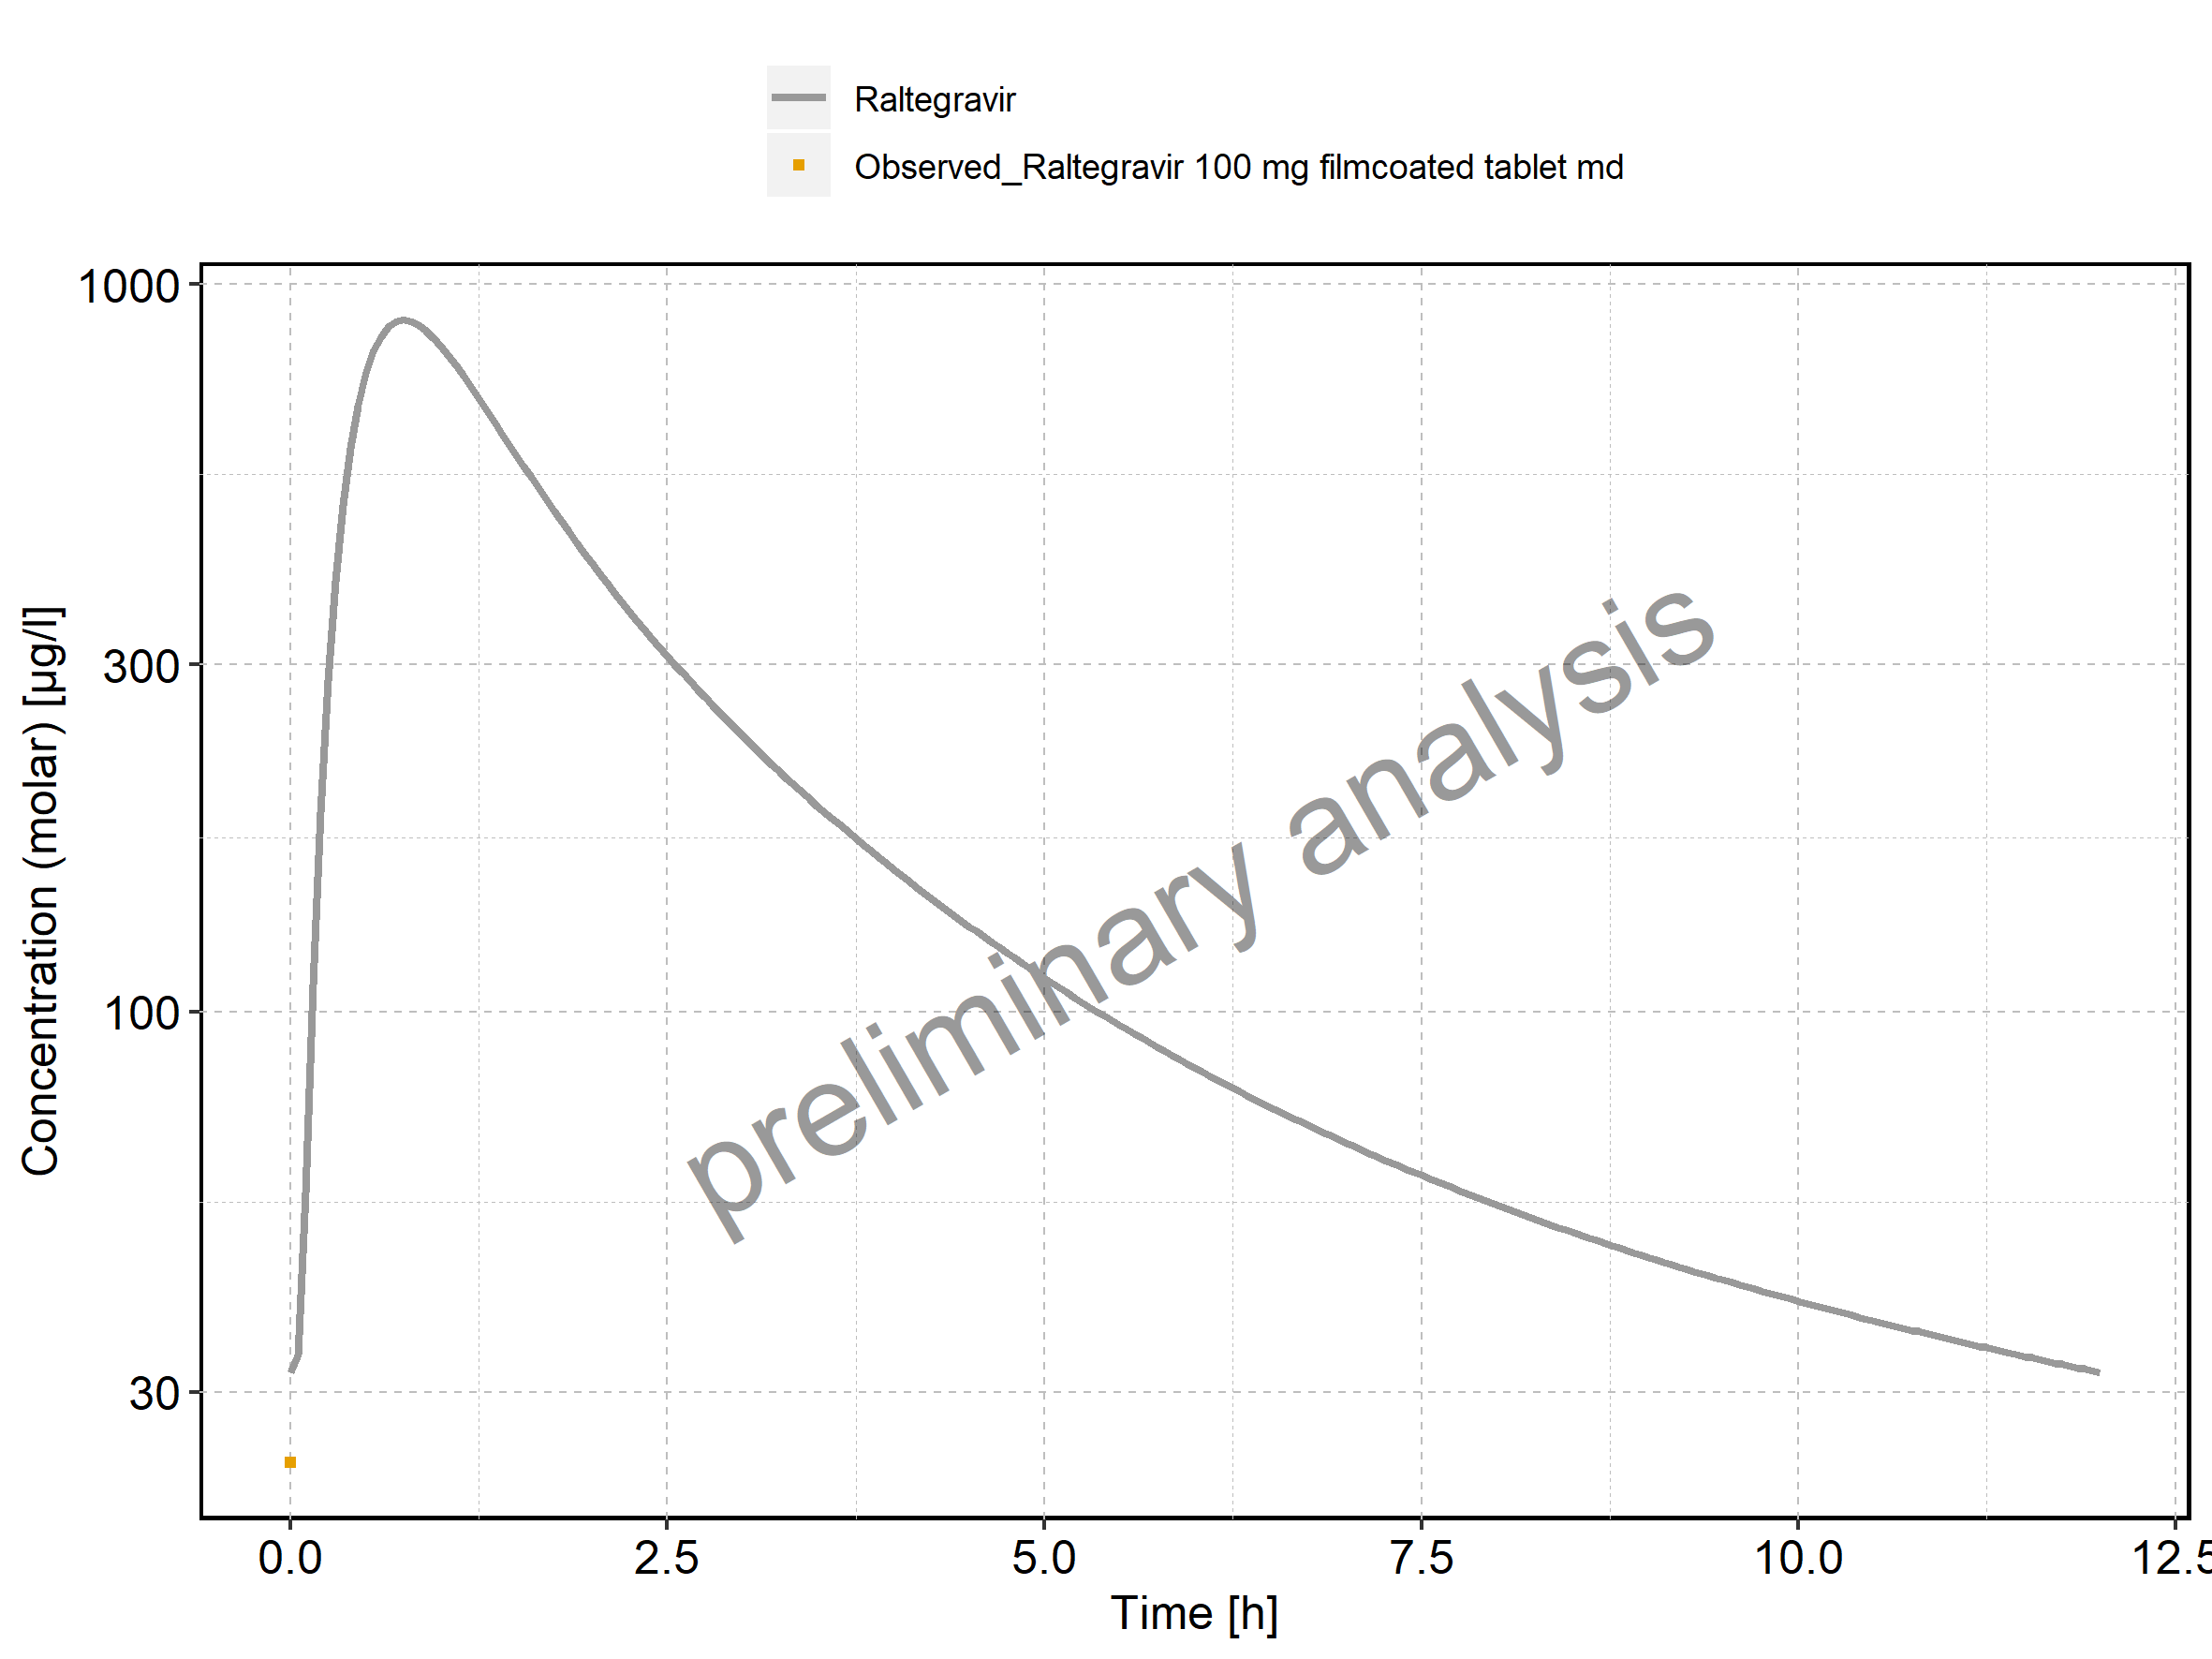 Raltegravir
Observed_Raltegravir 100 mg filmcoated tablet md
1000
300
100
30
Concentration (molar) [µg/l]
preliminary analysis
0.0 2.5 5.0 7.5 10.0 12.5
Time [h]